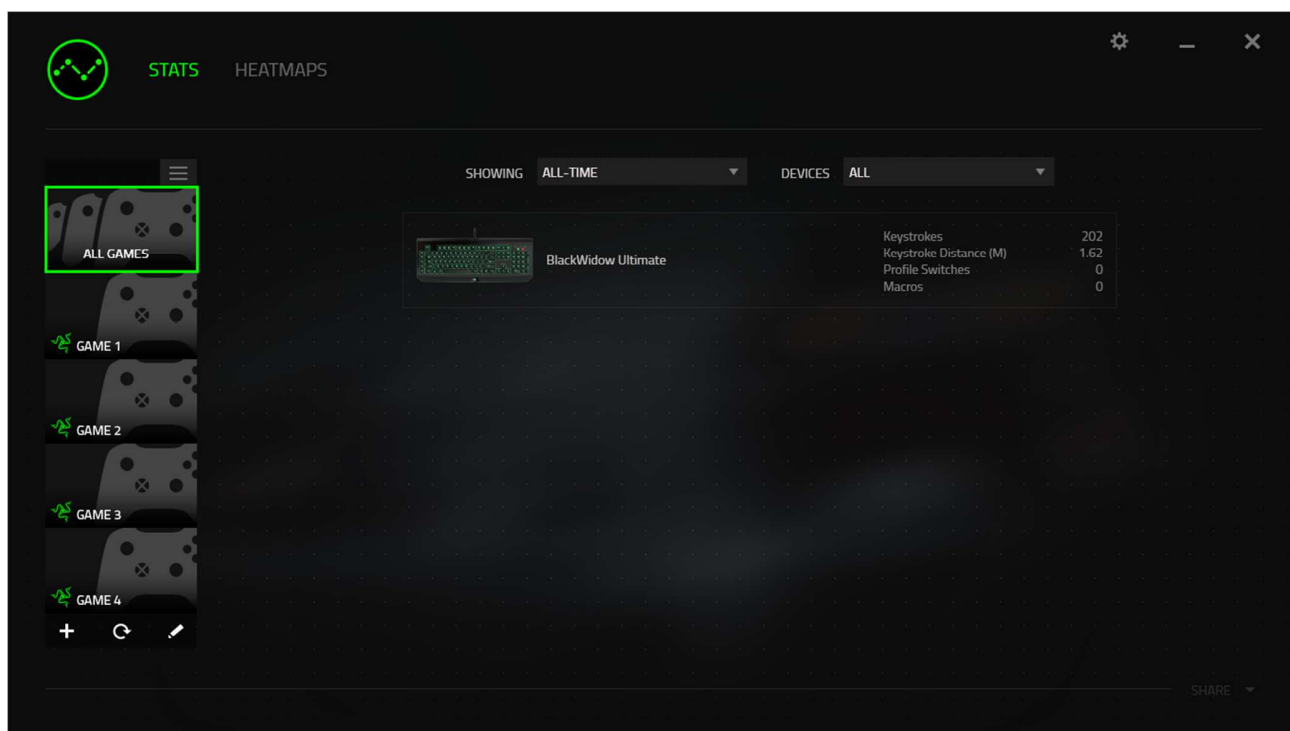 STATS HEATMAPS
SHOWING ALL-TIME DEVICES ALL
ALL GAMES
GAME 1
GAME 2
GAME 3
GAME 4
BlackWidow Ultimate
Keystrokes 202
Keystroke Distance (M) 1.62
Profile Switches 0
Macros 0
SHARE